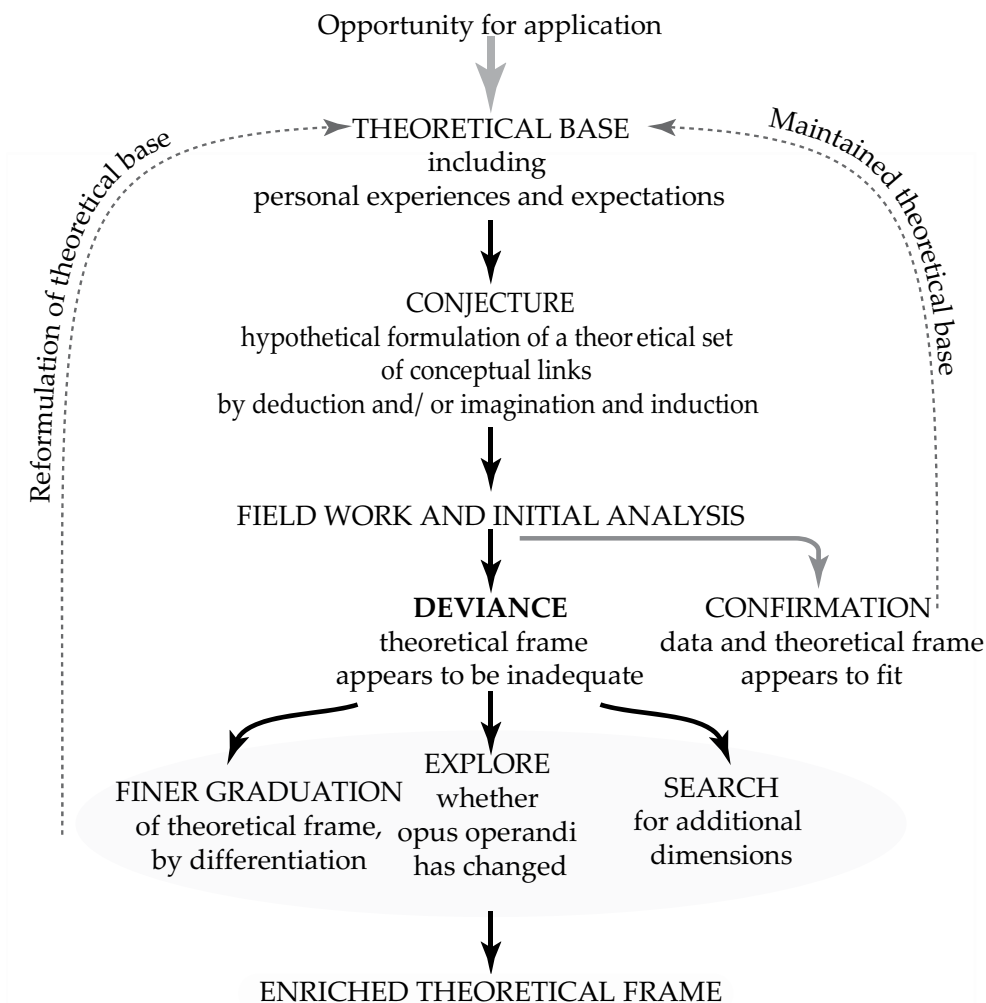 Opportunity for application
THEORETICAL BASE
including
personal experiences and expectations
Reformulation of theoretical base
Maintained theoretical base
CONJECTURE
hypothetical formulation of a theoretical set
of conceptual links
by deduction and/ or imagination and induction
FIELD WORK AND INITIAL ANALYSIS
DEVIANCE
theoretical frame
appears to be inadequate
CONFIRMATION
data and theoretical frame
appears to fit
FINER GRADUATION
of theoretical frame,
by differentiation
EXPLORE
whether
opus operandi
has changed
SEARCH
for additional
dimensions
ENRICHED THEORETICAL FRAME